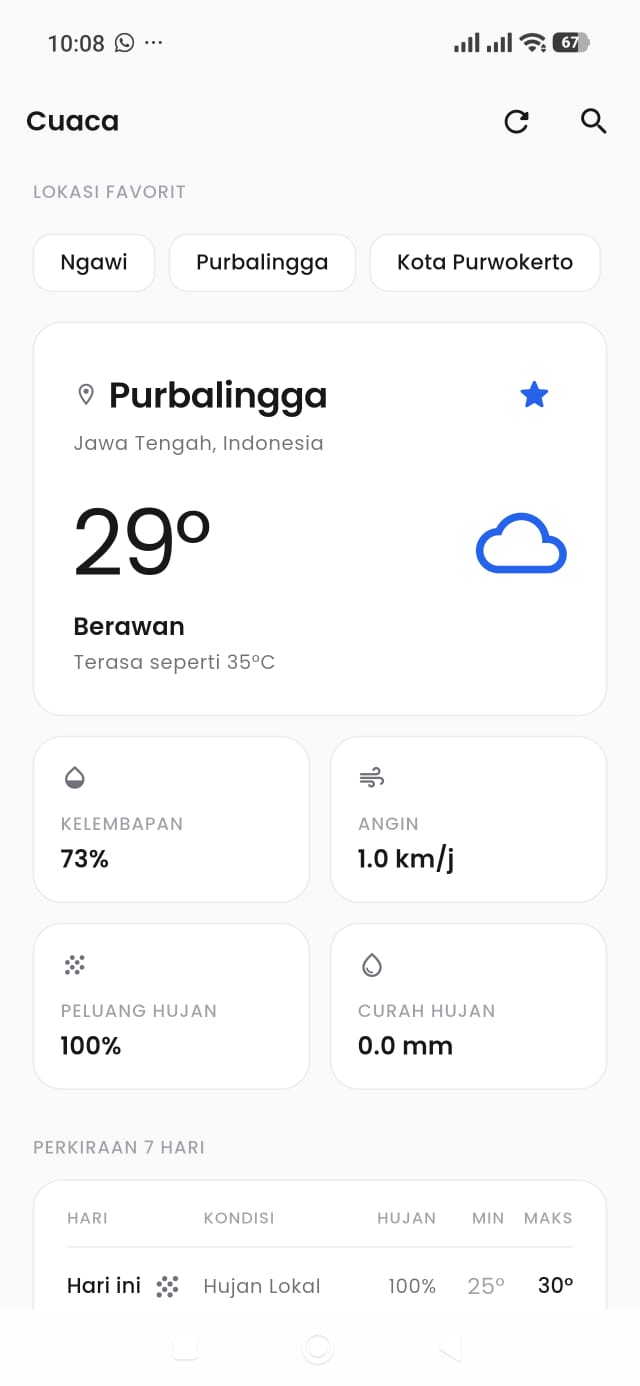 10:08 ...
67
Cuaca
LOKASI FAVORIT
Ngawi
Purbalingga
Kota Purwokerto
Purbalingga
Jawa Tengah, Indonesia
29°
Berawan
Terasa seperti 35°C
KELEMBAPAN
73%
ANGIN
1.0 km/j
PELUANG HUJAN
100%
CURAH HUJAN
0.0 mm
PERKIRAAN 7 HARI
HARI KONDISI HUJAN MIN MAKS
Hari ini Hujan Lokal 100% 25° 30°